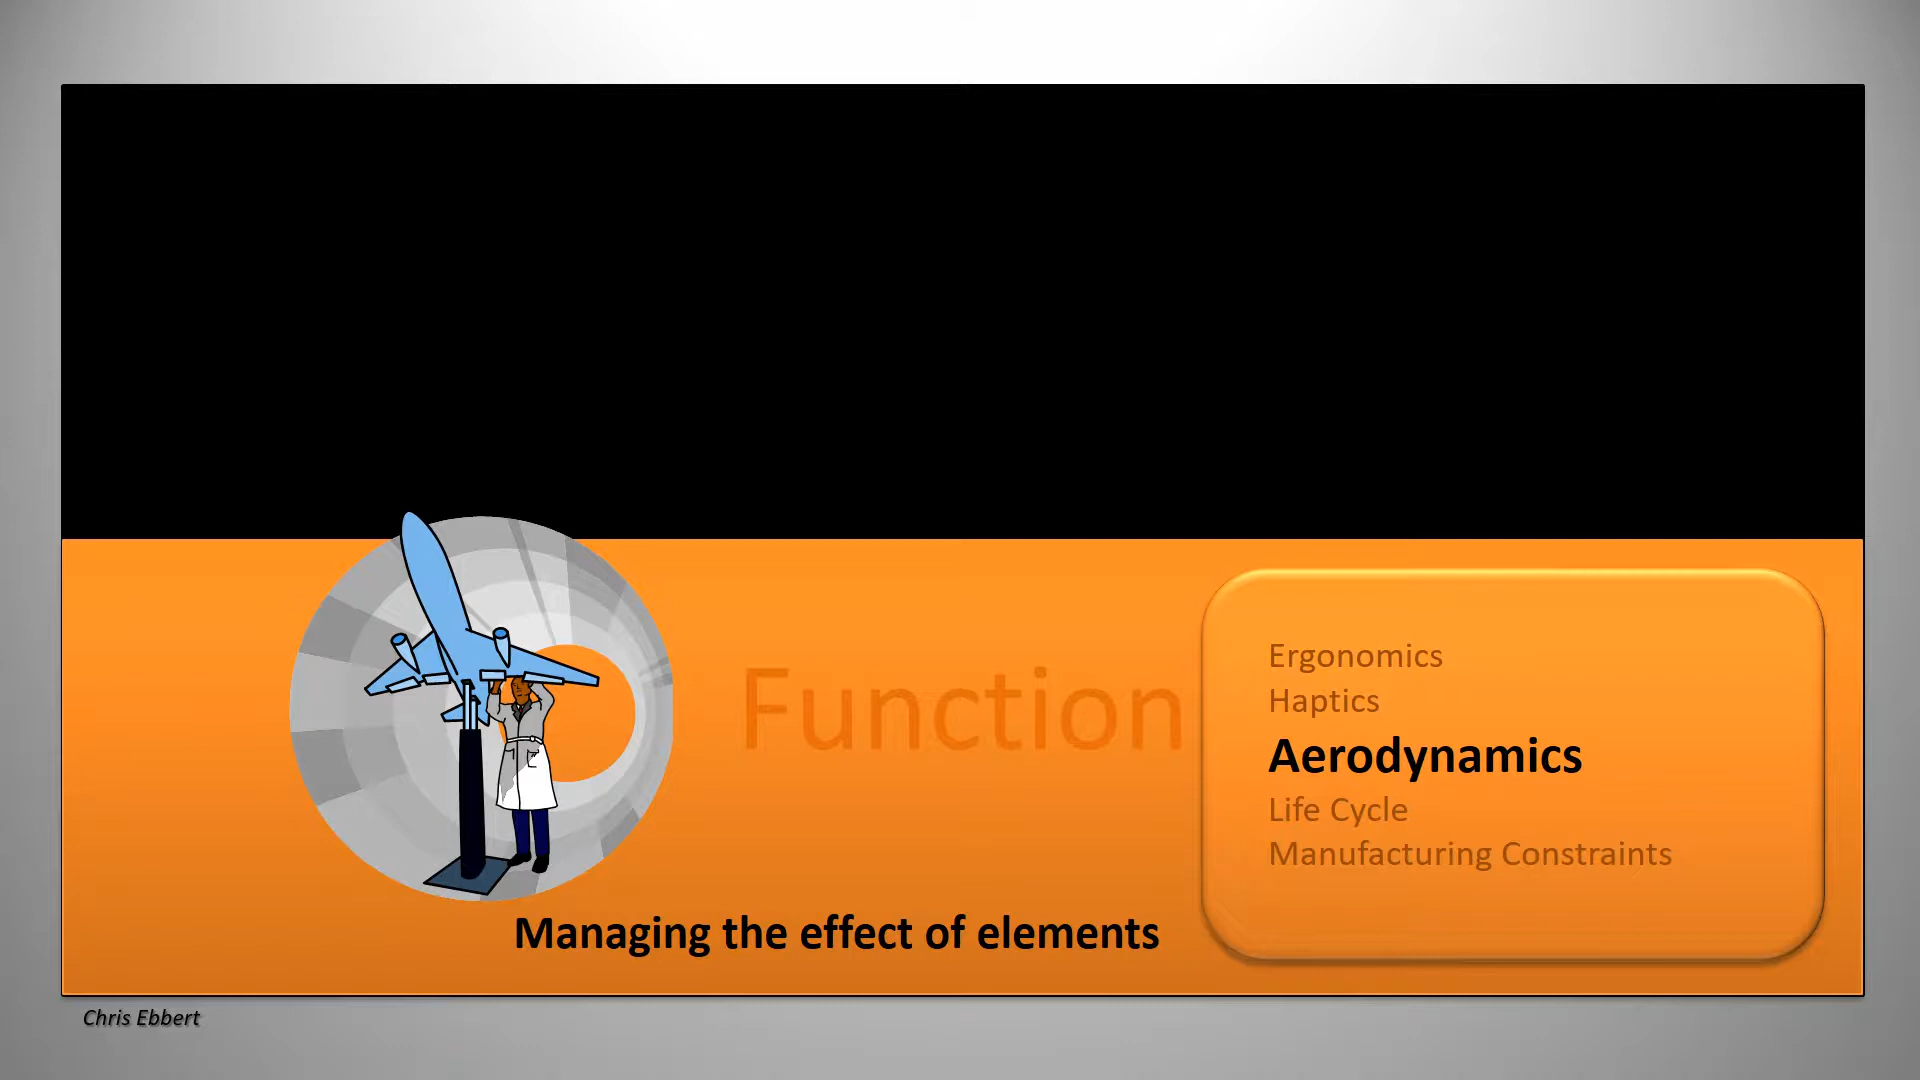 Function
Ergonomics
Haptics
Aerodynamics
Life Cycle
Manufacturing Constraints
Managing the effect of elements
Chris Ebbert